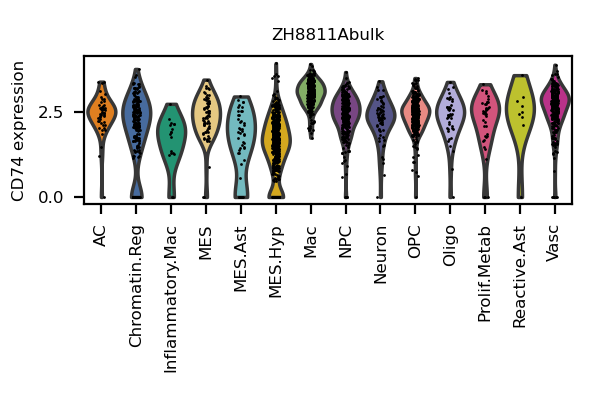 ZH8811Abulk
CD74 expression
2.5
0.0
AC
Chromatin.Reg
Inflammatory.Mac
MES
MES.Ast
MES.Hyp
Mac
NPC
Neuron
OPC
Oligo
Prolif.Metab
Reactive.Ast
Vasc